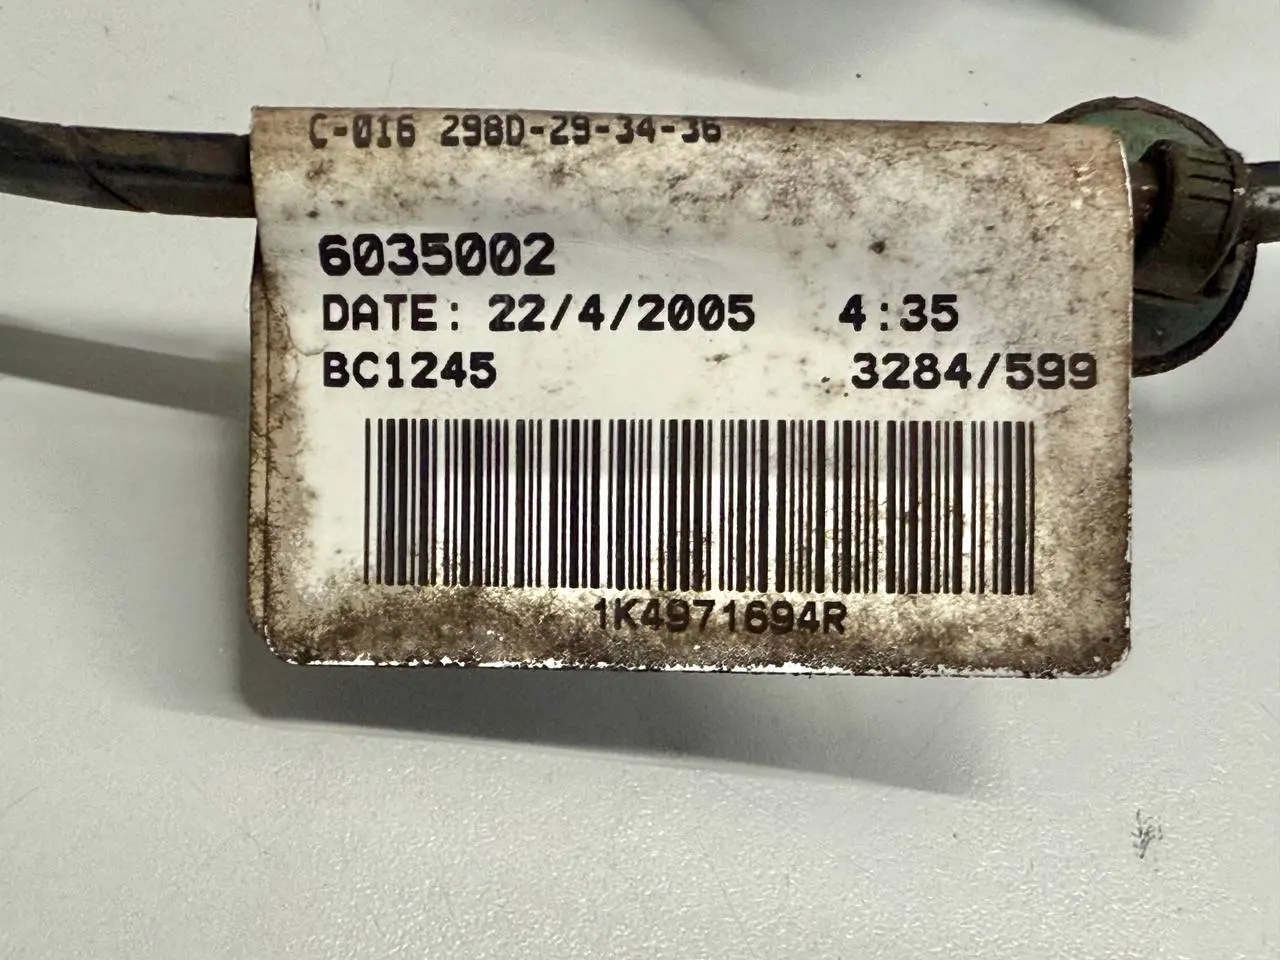 C-016 298D-29-34-36
6035002
DATE: 22/4/2005 4:35
BC1245 3284/599
1K4971694R